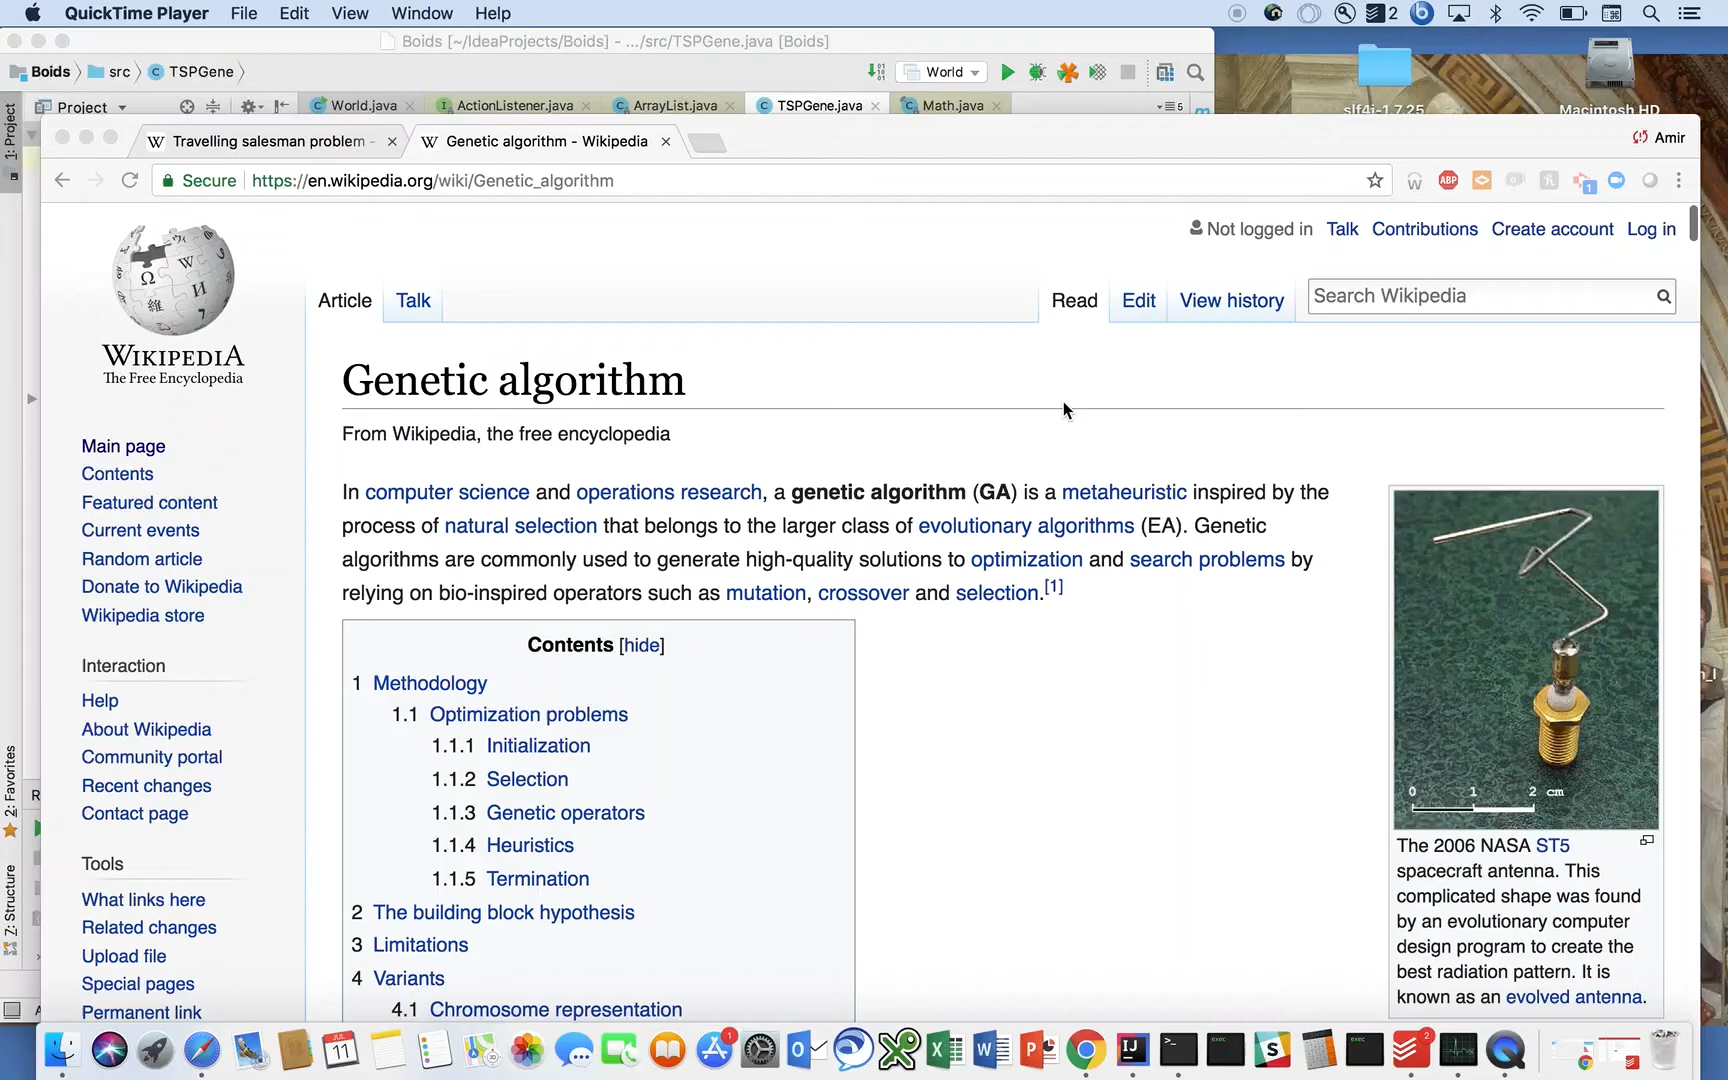 QuickTime Player File Edit View Window Help
2
Boids [~/IdeaProjects/Boids] - .../src/TSPGene.java [Boids]
Boids src TSPGene.java
World
1: Project
Project
World.java ActionListener.java ArrayList.java TSPGene.java Math.java
5
slf4j-1.7.25
Macintosh HD
Travelling salesman problem -
Genetic algorithm - Wikipedia
Amir
Secure https://en.wikipedia.org/wiki/Genetic_algorithm
ABP
1
Not logged in Talk Contributions Create account Log in
WIKIPEDIA
The Free Encyclopedia
Article Talk Read Edit View history
Search Wikipedia
Main page
Contents
Featured content
Current events
Random article
Donate to Wikipedia
Wikipedia store
Interaction
Help
About Wikipedia
Community portal
Recent changes
Contact page
Tools
What links here
Related changes
Upload file
Special pages
Permanent link
Genetic algorithm
From Wikipedia, the free encyclopedia
In computer science and operations research, a genetic algorithm (GA) is a metaheuristic inspired by the
process of natural selection that belongs to the larger class of evolutionary algorithms (EA). Genetic
algorithms are commonly used to generate high-quality solutions to optimization and search problems by
relying on bio-inspired operators such as mutation, crossover and selection.[1]
Contents [hide]
1 Methodology
1.1 Optimization problems
1.1.1 Initialization
1.1.2 Selection
1.1.3 Genetic operators
1.1.4 Heuristics
1.1.5 Termination
2 The building block hypothesis
3 Limitations
4 Variants
4.1 Chromosome representation
0 1 2 cm
The 2006 NASA ST5
spacecraft antenna. This
complicated shape was found
by an evolutionary computer
design program to create the
best radiation pattern. It is
known as an evolved antenna.
2: Favorites
Z: Structure
JUL
11
1
2